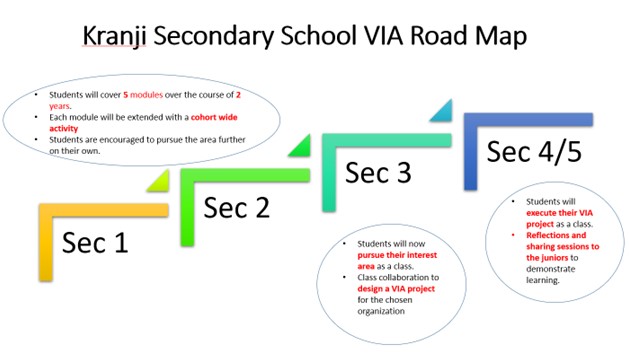 Kranji Secondary School VIA Road Map
• Students will cover 5 modules over the course of 2
years.
• Each module will be extended with a cohort wide
activity
• Students are encouraged to pursue the area further
on their own.
Sec 1
Sec 2
Sec 3
Sec 4/5
• Students will now
pursue their interest
area as a class.
• Class collaboration to
design a VIA project
for the chosen
organization
• Students will
execute their VIA
project as a class.
• Reflections and
sharing sessions to
the juniors to
demonstrate
learning.